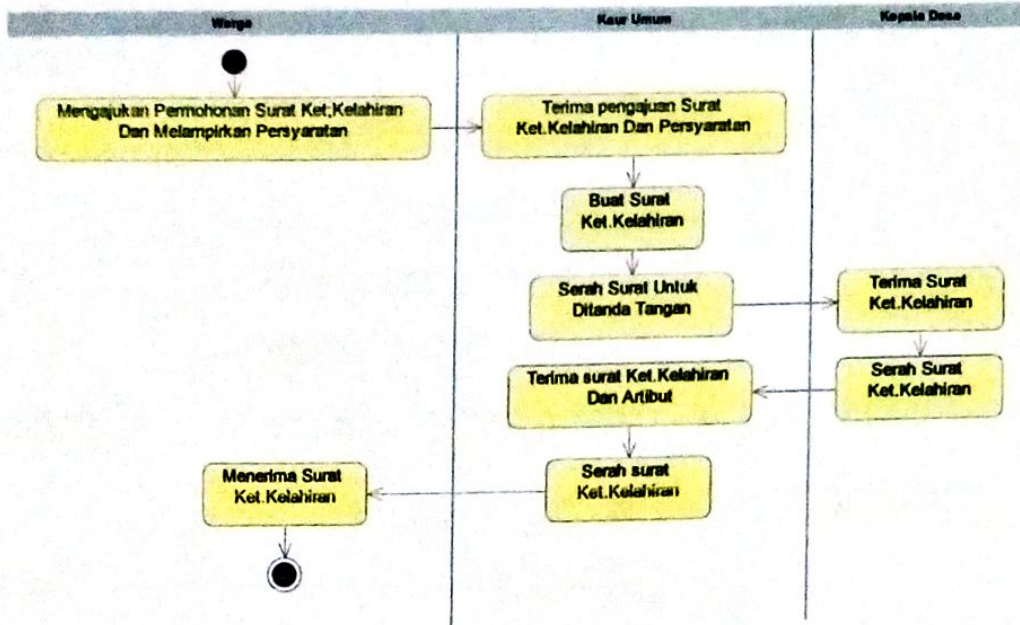 Warga
Kaur Umum
Kepala Desa
Mengajukan Permohonan Surat Ket;Kelahiran
Dan Melampirkan Persyaratan
Terima pengajuan Surat
Ket.Kelahiran Dan Persyaratan
Buat Surat
Ket.Kelahiran
Serah Surat Untuk
Ditanda Tangan
Terima Surat
Ket.Kelahiran
Serah Surat
Ket.Kelahiran
Terima surat Ket.Kelahiran
Dan Artibut
Serah surat
Ket.Kelahiran
Menerima Surat
Ket.Kelahiran